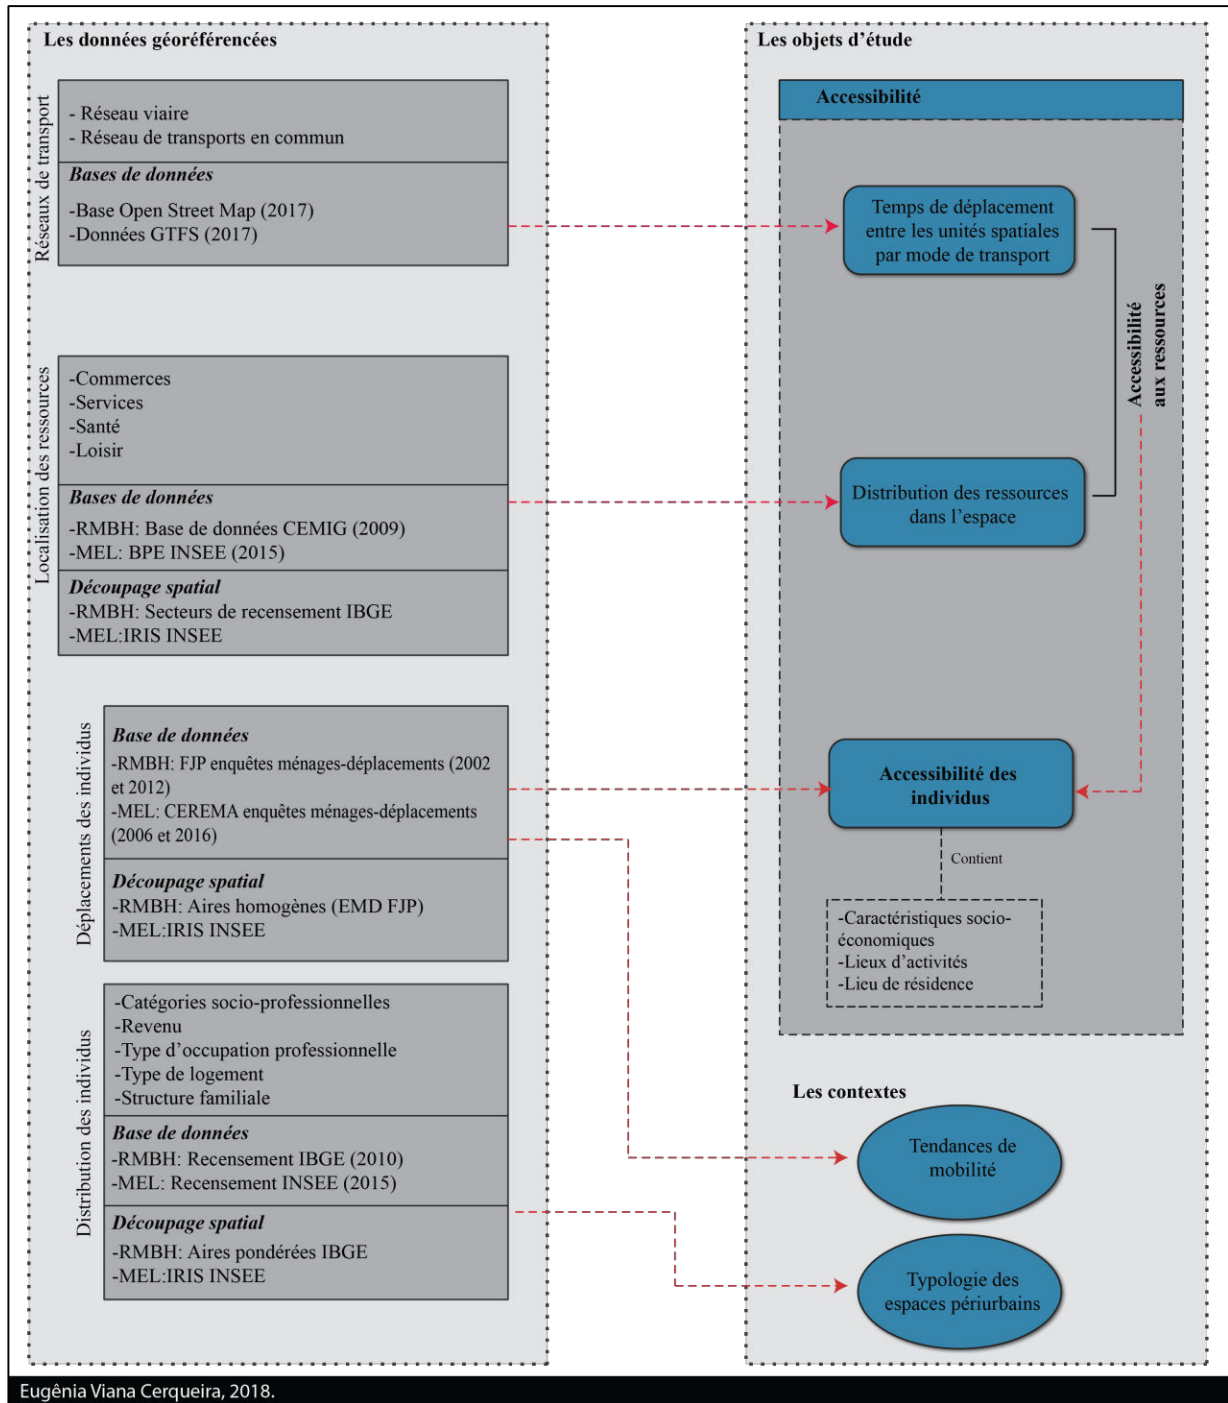 Les données géoréférencées
Réseaux de transport
- Réseau viaire
- Réseau de transports en commun
Bases de données
-Base Open Street Map (2017)
-Données GTFS (2017)
Localisation des ressources
-Commerces
-Services
-Santé
-Loisir
Bases de données
-RMBH: Base de données CEMIG (2009)
-MEL: BPE INSEE (2015)
Découpage spatial
-RMBH: Secteurs de recensement IBGE
-MEL:IRIS INSEE
Déplacements des individus
Base de données
-RMBH: FJP enquêtes ménages-déplacements (2002
et 2012)
-MEL: CEREMA enquêtes ménages-déplacements
(2006 et 2016)
Découpage spatial
-RMBH: Aires homogènes (EMD FJP)
-MEL:IRIS INSEE
Distribution des individus
-Catégories socio-professionnelles
-Revenu
-Type d'occupation professionnelle
-Type de logement
-Structure familiale
Base de données
-RMBH: Recensement IBGE (2010)
-MEL: Recensement INSEE (2015)
Découpage spatial
-RMBH: Aires pondérées IBGE
-MEL:IRIS INSEE
Les objets d'étude
Accessibilité
Temps de déplacement
entre les unités spatiales
par mode de transport
Accessibilité
aux ressources
Distribution des ressources
dans l'espace
Accessibilité des
individus
Contient
-Caractéristiques socio-
économiques
-Lieux d'activités
-Lieu de résidence
Les contextes
Tendances de
mobilité
Typologie des
espaces périurbains
Eugênia Viana Cerqueira, 2018.